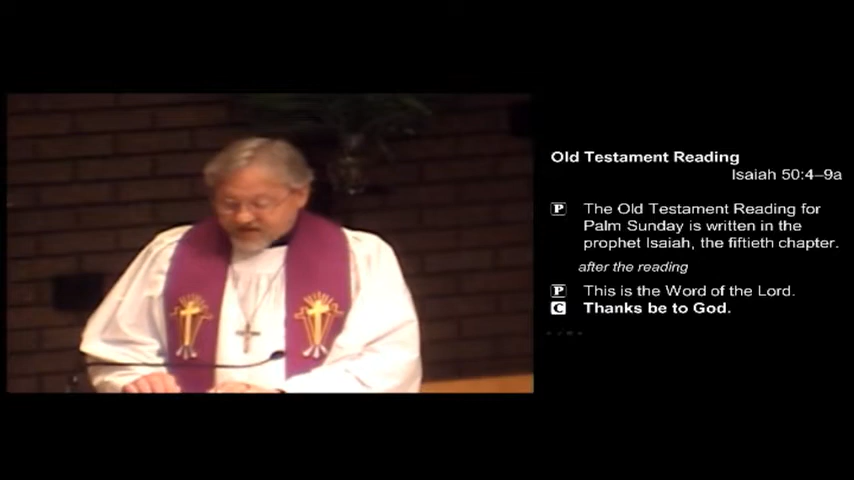 Old Testament Reading
Isaiah 50:4–9a
P The Old Testament Reading for
Palm Sunday is written in the
prophet Isaiah, the fiftieth chapter.
after the reading
P This is the Word of the Lord.
C Thanks be to God.